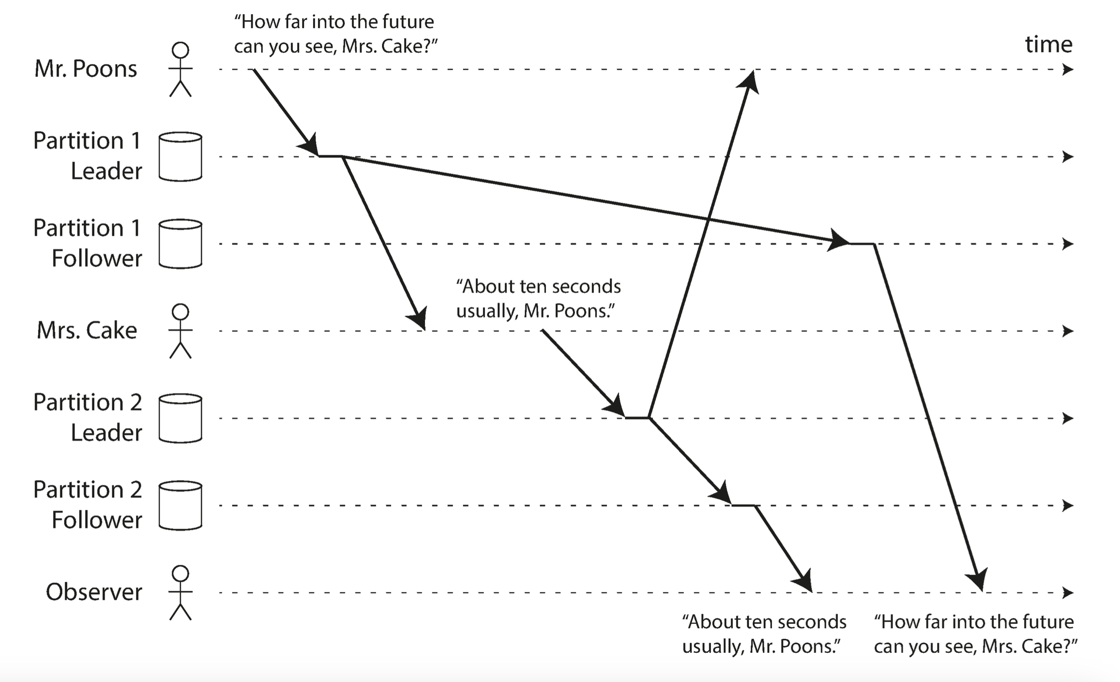 “How far into the future
can you see, Mrs. Cake?”
time
Mr. Poons
Partition 1
Leader
Partition 1
Follower
“About ten seconds
usually, Mr. Poons.”
Mrs. Cake
Partition 2
Leader
Partition 2
Follower
Observer
“About ten seconds
usually, Mr. Poons.”
“How far into the future
can you see, Mrs. Cake?”